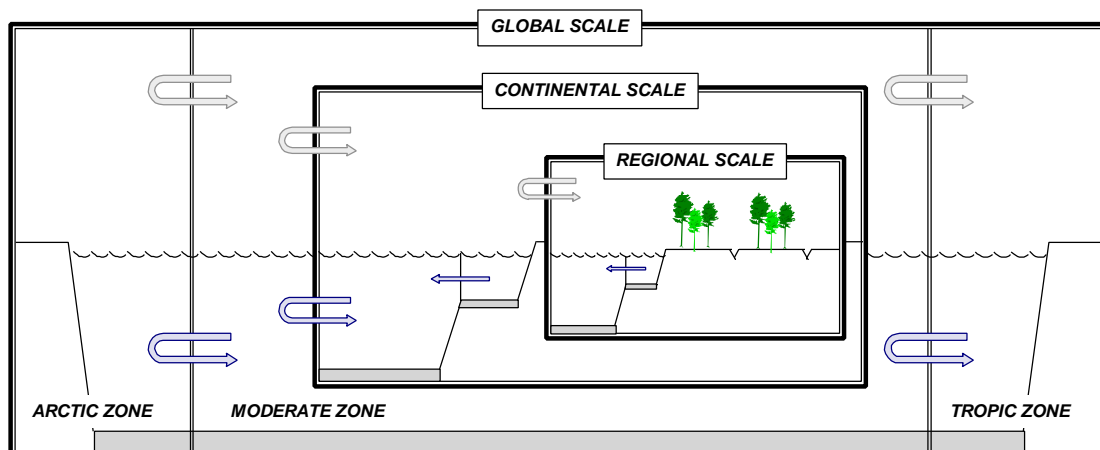 GLOBAL SCALE
CONTINENTAL SCALE
REGIONAL SCALE
ARCTIC ZONE
MODERATE ZONE
TROPIC ZONE